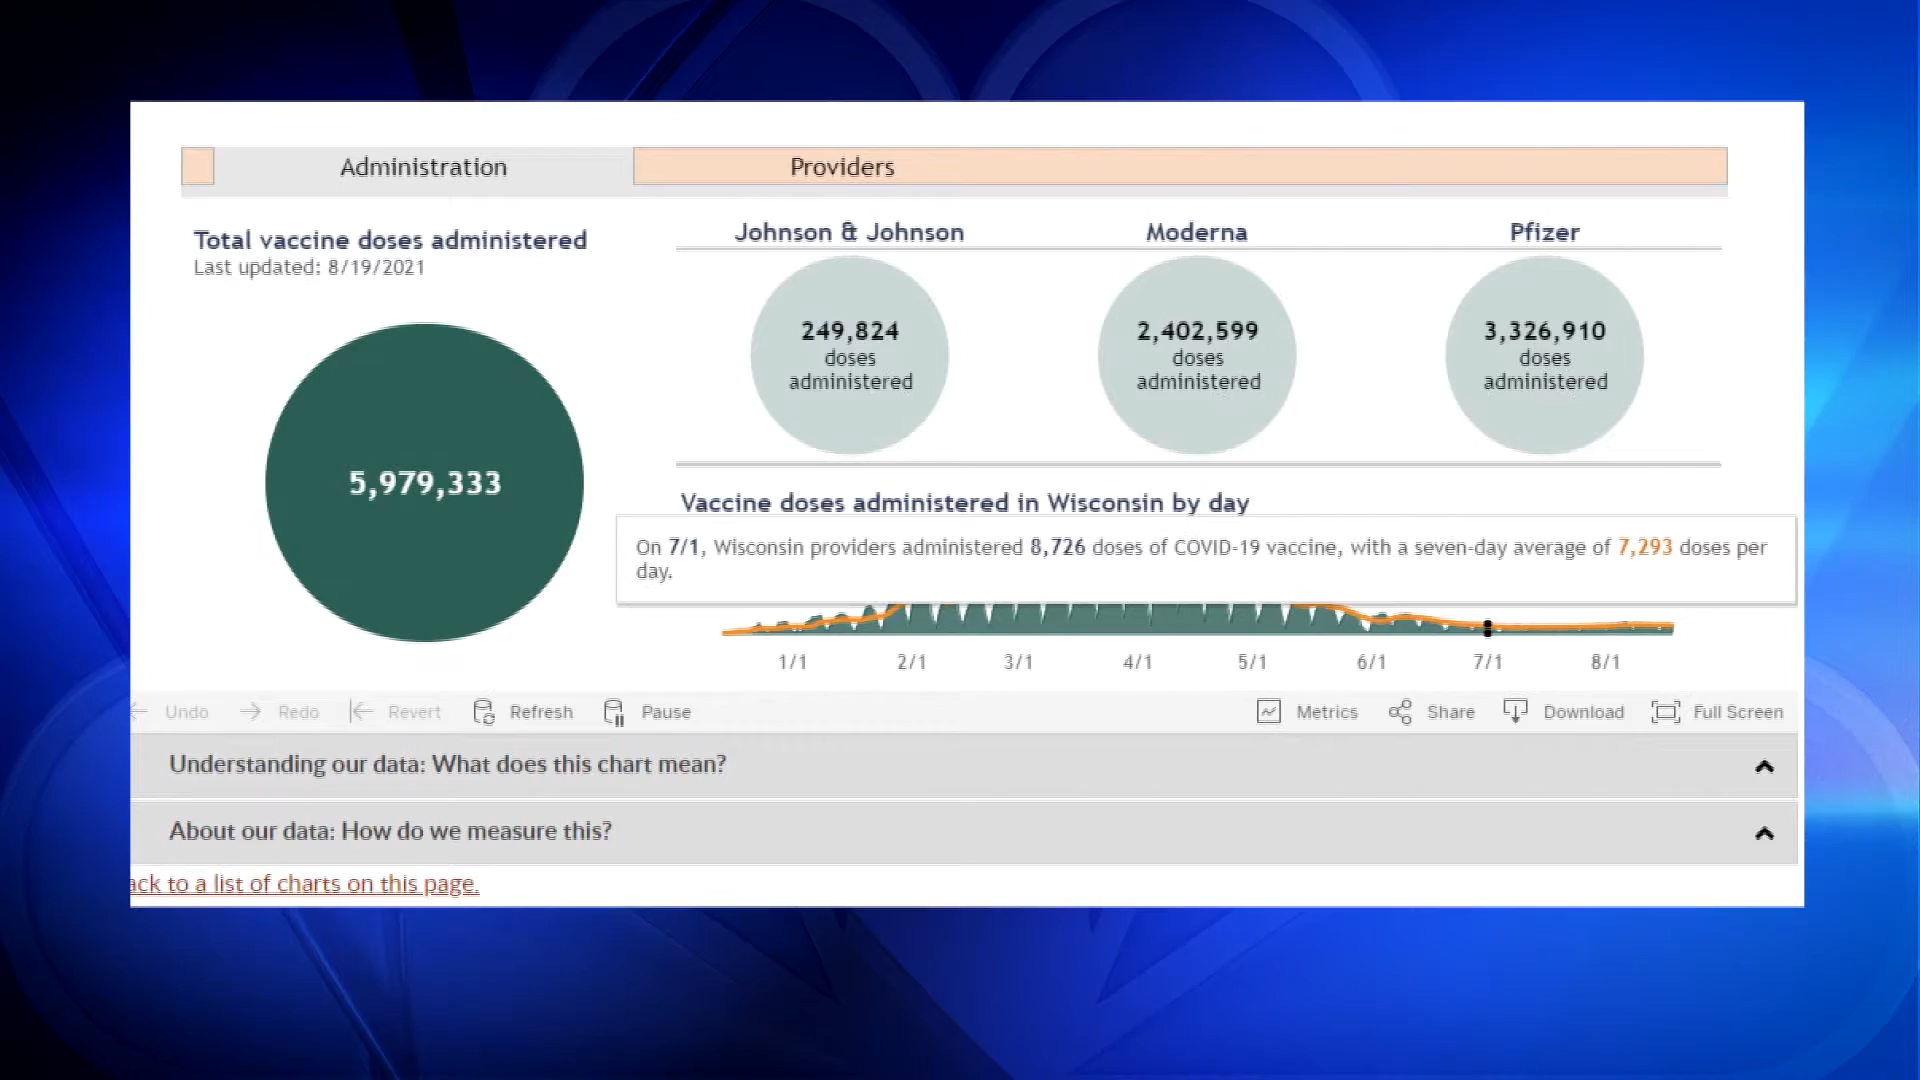 Administration
Providers
Total vaccine doses administered
Last updated: 8/19/2021
5,979,333
Johnson & Johnson
Moderna
Pfizer
249,824
doses
administered
2,402,599
doses
administered
3,326,910
doses
administered
Vaccine doses administered in Wisconsin by day
On 7/1, Wisconsin providers administered 8,726 doses of COVID-19 vaccine, with a seven-day average of 7,293 doses per
day.
1/1 2/1 3/1 4/1 5/1 6/1 7/1 8/1
Undo Redo Revert Refresh Pause Metrics Share Download Full Screen
Understanding our data: What does this chart mean?
About our data: How do we measure this?
ack to a list of charts on this page.